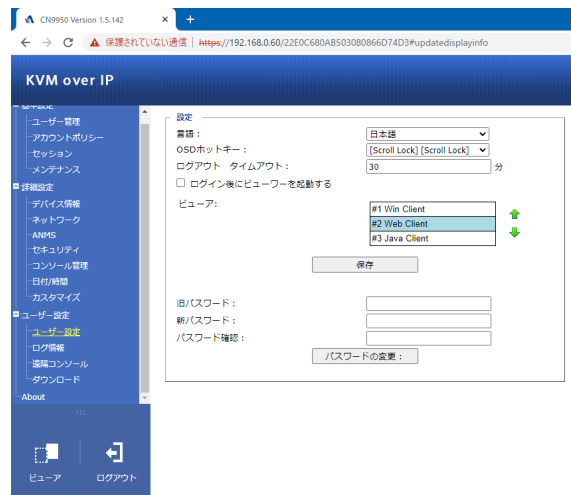 CN9950 Version 1.5.142
保護されていない通信 | https://192.168.0.60/22E0C680AB503080866D74D3#updatedisplayinfo
KVM over IP
基本設定
ユーザー管理
アカウントポリシー
セッション
メンテナンス
詳細設定
デバイス情報
ネットワーク
ANMS
セキュリティ
コンソール管理
日付/時間
カスタマイズ
ユーザー設定
ユーザー設定
ログ情報
遠隔コンソール
ダウンロード
About
ビューア
ログアウト
設定
言語: 日本語
OSDホットキー: [Scroll Lock] [Scroll Lock]
ログアウト タイムアウト: 30 分
ログイン後にビューワーを起動する
ビューア:
#1 Win Client
#2 Web Client
#3 Java Client
保存
旧パスワード:
新パスワード:
パスワード確認:
パスワードの変更: